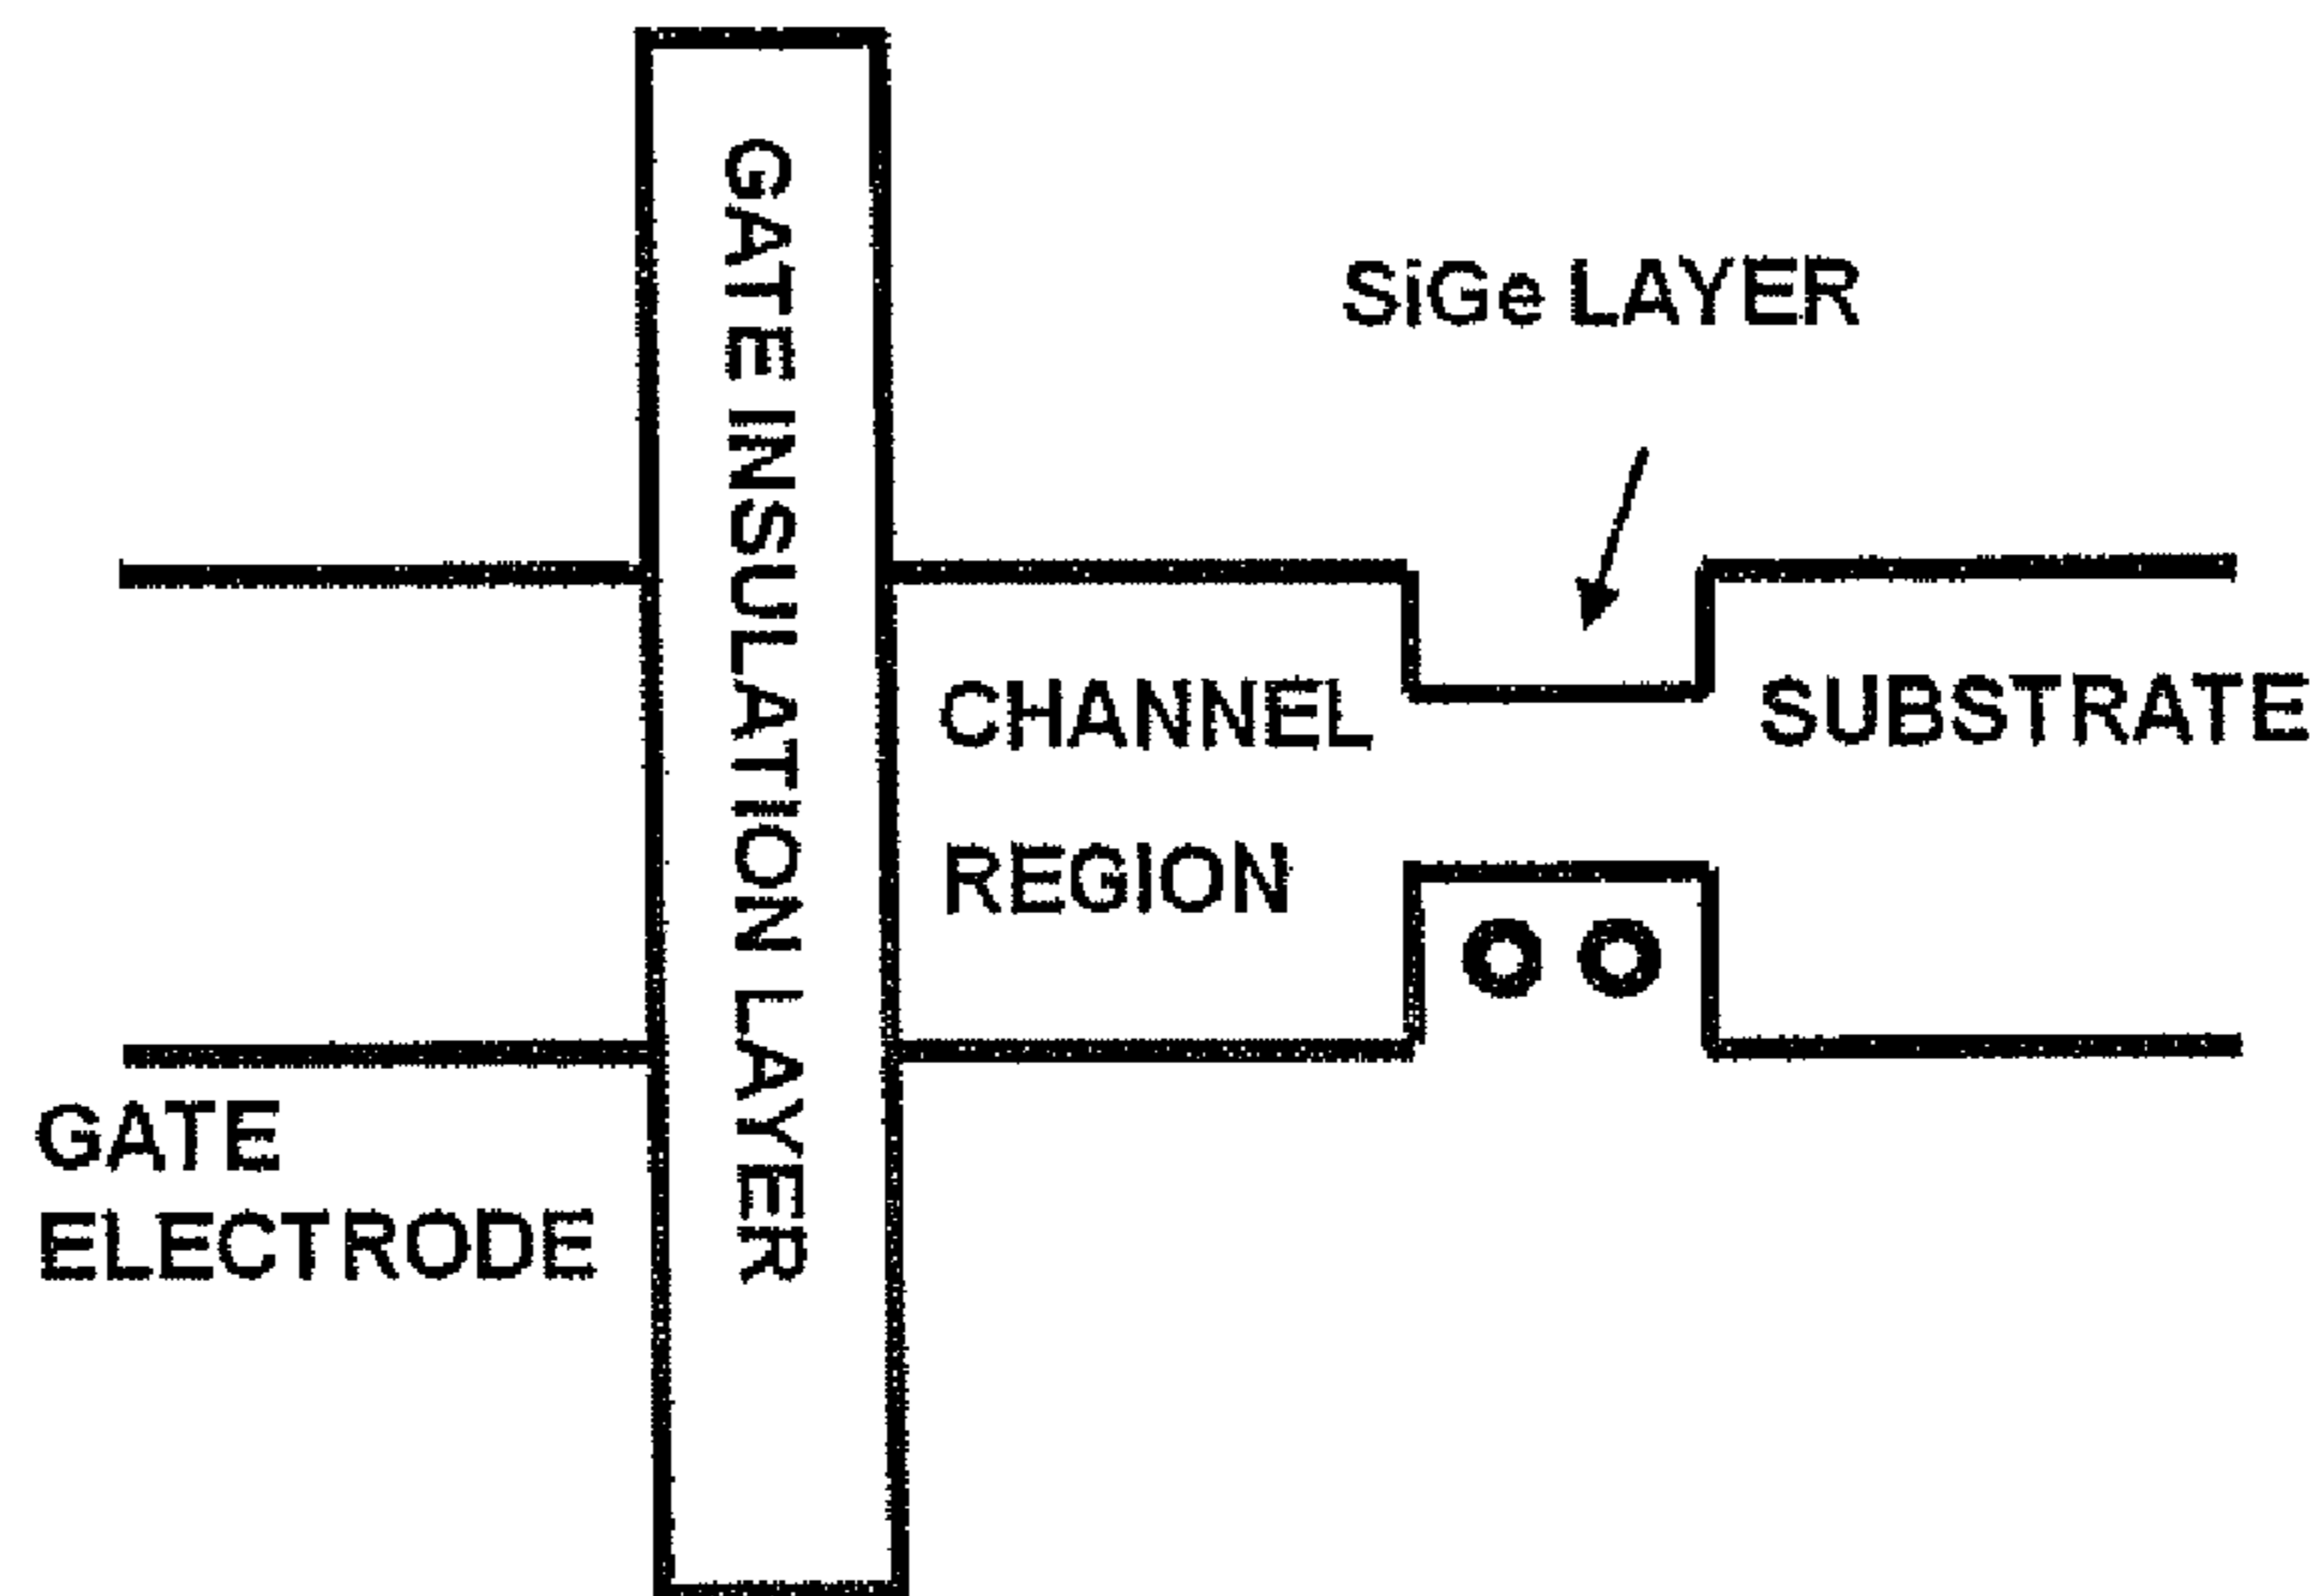 GATE INSULATION LAYER
SiGe LAYER
CHANNEL
REGION
SUBSTRATE
GATE
ELECTRODE